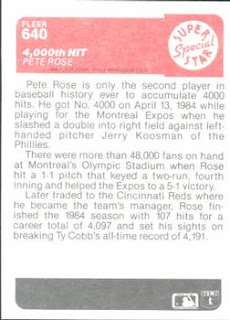 FLEER
640
4,000th HIT
PETE ROSE
SUPER
Special
STAR
Pete Rose is only the second player in
baseball history ever to accumulate 4000
hits. He got No. 4000 on April 13, 1984 while
playing for the Montreal Expos when he
slashed a double into right field against left-
handed pitcher Jerry Koosman of the
Phillies.
There were more than 48,000 fans on hand
at Montreal's Olympic Stadium when Rose
hit a 1-1 pitch that keyed a two-run, fourth
inning and helped the Expos to a 5-1 victory.
Later traded to the Cincinnati Reds where
he became the team's manager, Rose fin-
ished the 1984 season with 107 hits for a
career total of 4,097 and set his sights on
breaking Ty Cobb's all-time record of 4,191.